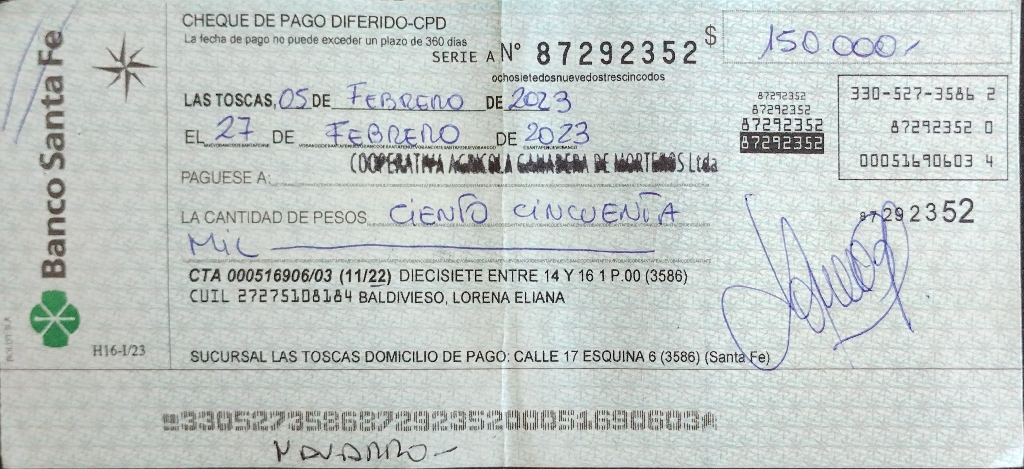 Banco Santa Fe
CHEQUE DE PAGO DIFERIDO-CPD
La fecha de pago no puede exceder un plazo de 360 días
SERIE A Nº 87292352
ochosietedosnuevedostrescincodos
$ 150.000,-
LAS TOSCAS, 05 DE FEBRERO DE 2023
EL 27 DE FEBRERO DE 2023
87292352
87292352
87292352
87292352
330-527-3586 2
87292352 0
00051690603 4
COOPERATIVA AGRICOLA GANADERA DE MORTEROS Ltda
PAGUESE A:
LA CANTIDAD DE PESOS CIENTO CINCUENTA
MIL
87292352
CTA 000516906/03 (11/22) DIECISIETE ENTRE 14 Y 16 1 P.00 (3586)
CUIL 27275108184 BALDIVIESO, LORENA ELIANA
H16-I/23
SUCURSAL LAS TOSCAS DOMICILIO DE PAGO: CALLE 17 ESQUINA 6 (3586) (Santa Fe)
33052735868729235200051690603
NAVARRO-